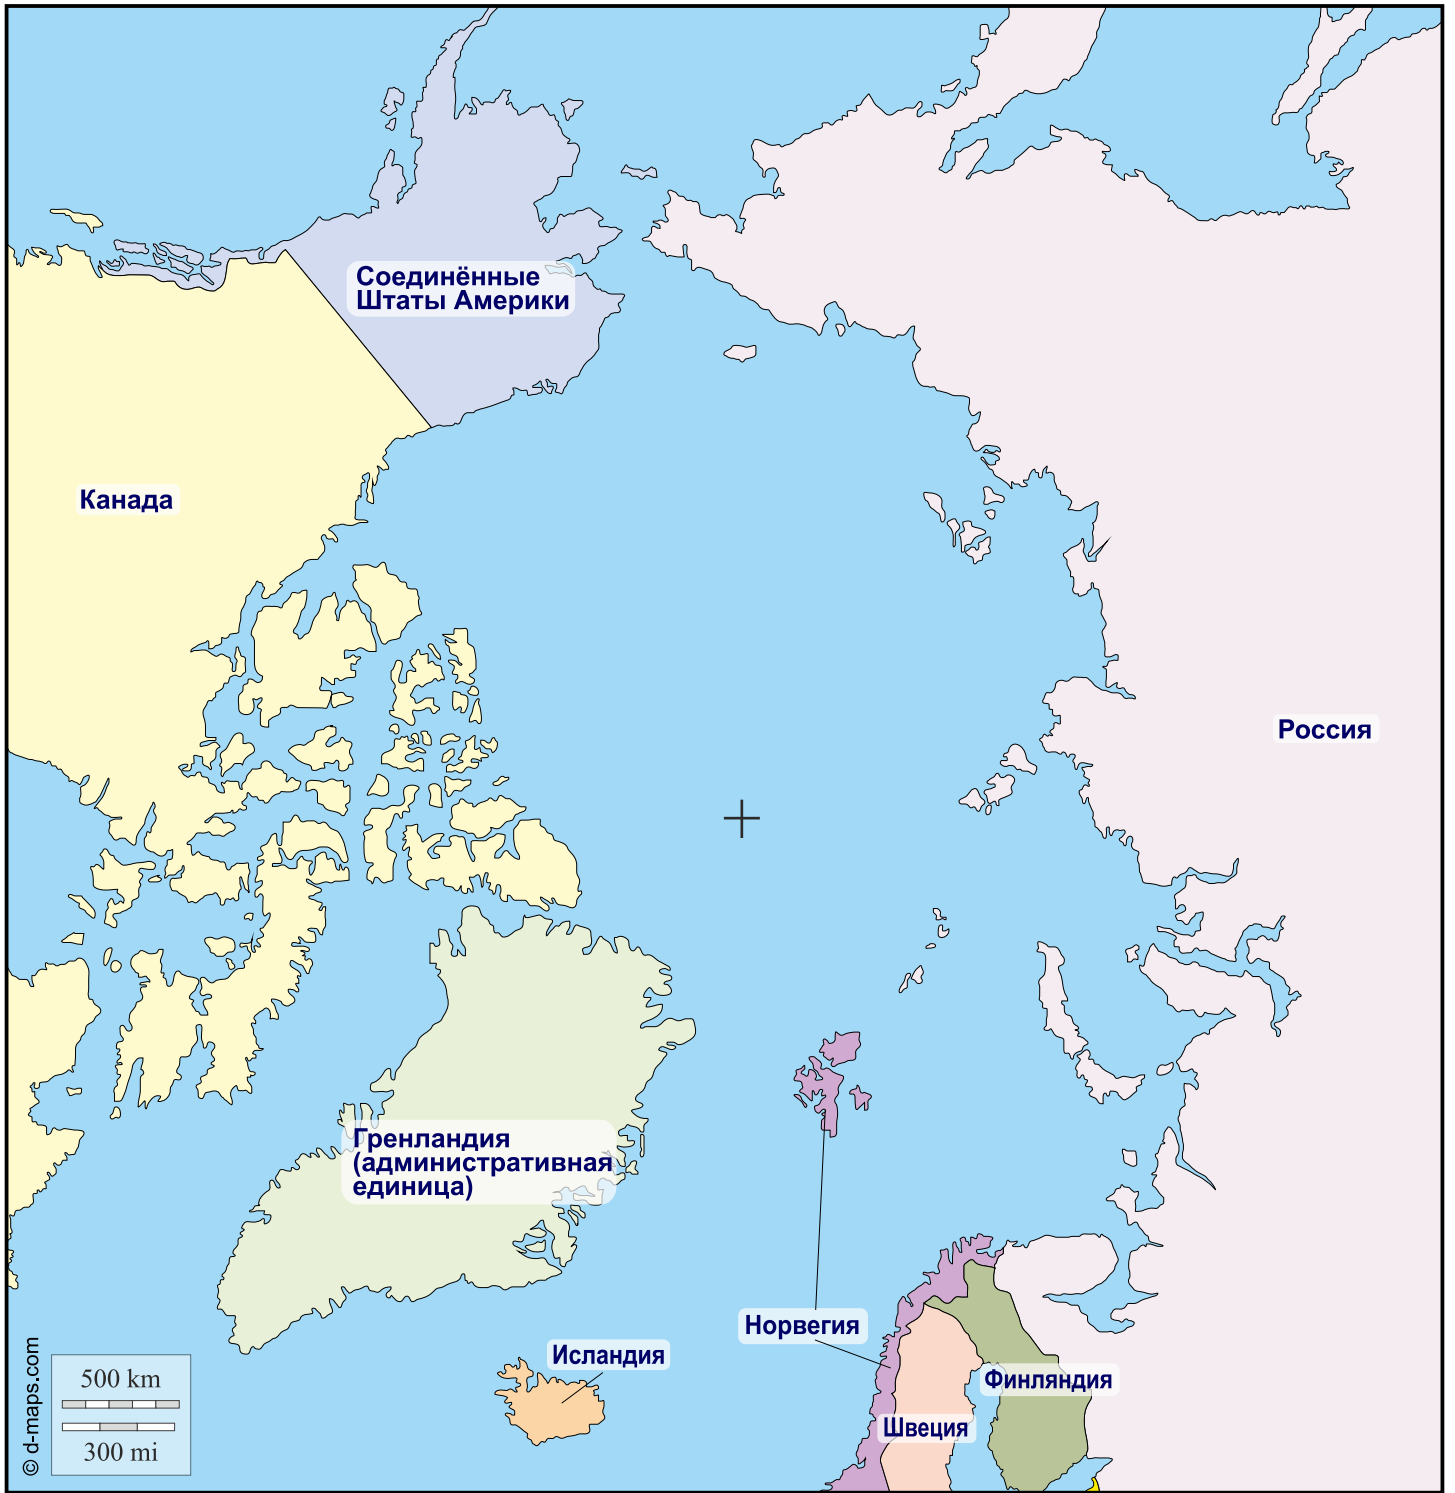 Соединённые
Штаты Америки
Канада
Россия
Гренландия
(административная
единица)
Норвегия
Исландия
Финляндия
Швеция
500 km
300 mi
© d-maps.com